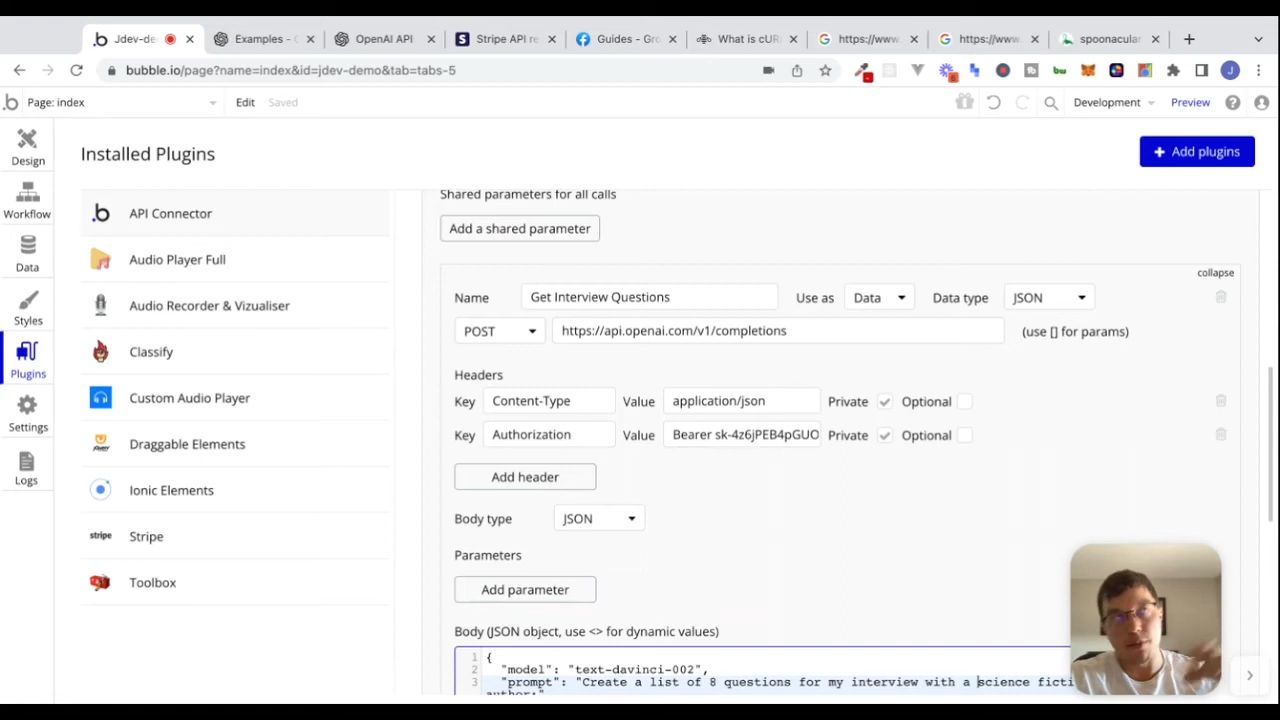 Jdev-de
Examples - 
OpenAI API
Stripe API re
Guides - Gro
What is cUR
https://www.
https://www.
spoonacular
bubble.io/page?name=index&id=jdev-demo&tab=tabs-5
J
Page: index
Edit
Saved
Development
Preview
Design
Workflow
Data
Styles
Plugins
Settings
Logs
Installed Plugins
+ Add plugins
API Connector
Audio Player Full
Audio Recorder & Vizualiser
Classify
Custom Audio Player
Draggable Elements
Ionic Elements
stripe Stripe
Toolbox
Shared parameters for all calls
Add a shared parameter
collapse
Name Get Interview Questions Use as Data Data type JSON
POST https://api.openai.com/v1/completions (use [] for params)
Headers
Key Content-Type Value application/json Private Optional
Key Authorization Value Bearer sk-4z6jPEB4pGUO Private Optional
Add header
Body type JSON
Parameters
Add parameter
Body (JSON object, use <> for dynamic values)
1 {
2 "model": "text-davinci-002",
3 "prompt": "Create a list of 8 questions for my interview with a science ficti
author:"